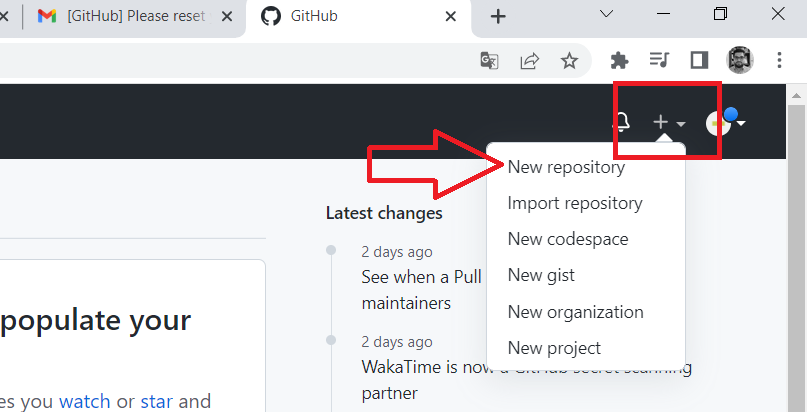 [GitHub] Please reset
GitHub
New repository
Import repository
New codespace
New gist
New organization
New project
Latest changes
2 days ago
See when a Pull
maintainers
2 days ago
WakaTime is now a GitHub secret scanning
partner
populate your
es you watch or star and